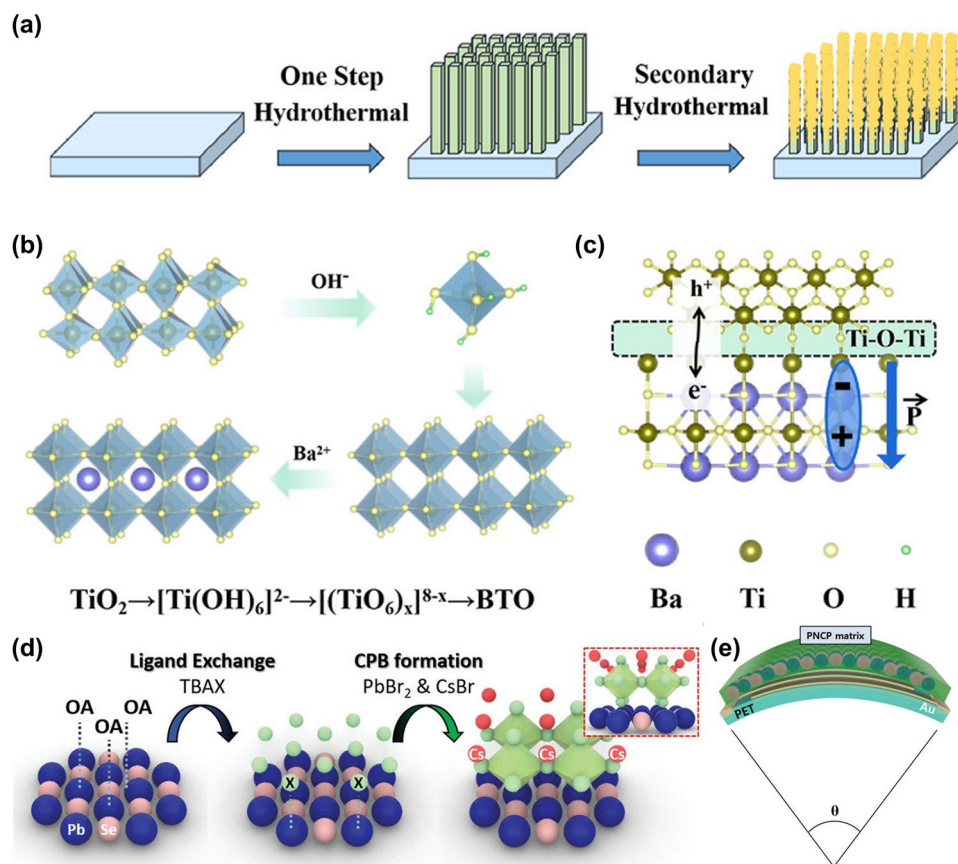 (a)
One Step
Hydrothermal
Secondary
Hydrothermal
(b)
OH⁻
Ba²⁺
TiO₂→[Ti(OH)₆]²⁻→[(TiO₆)ₓ]⁸⁻ˣ→BTO
(c)
h⁺
Ti-O-Ti
e⁻
-
+
P⃗
Ba
Ti
O
H
(d)
Ligand Exchange
TBAX
CPB formation
PbBr₂ & CsBr
OA
OA
OA
Pb
Se
X
X
Cs
Cs
Cs
(e)
PNCP matrix
PET
Au
θ